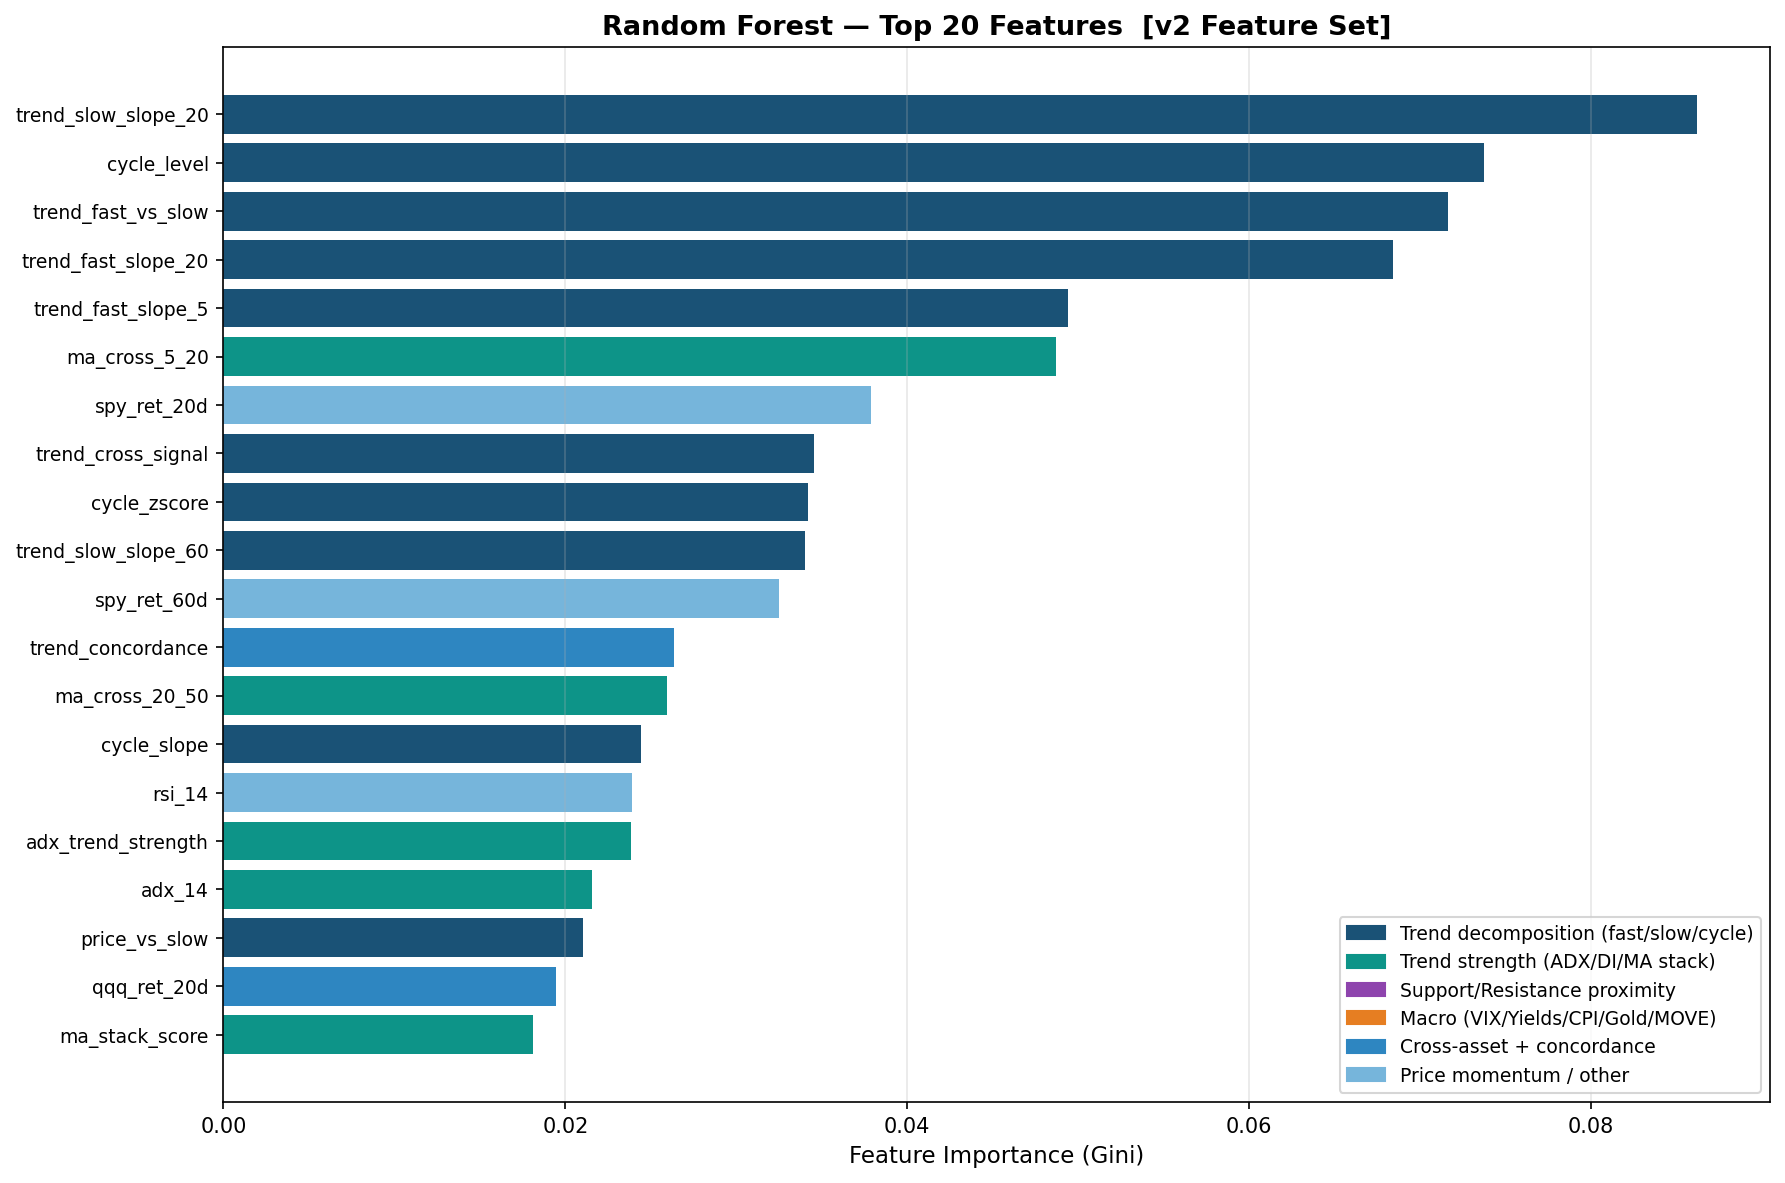 Random Forest — Top 20 Features  [v2 Feature Set]
trend_slow_slope_20
cycle_level
trend_fast_vs_slow
trend_fast_slope_20
trend_fast_slope_5
ma_cross_5_20
spy_ret_20d
trend_cross_signal
cycle_zscore
trend_slow_slope_60
spy_ret_60d
trend_concordance
ma_cross_20_50
cycle_slope
rsi_14
adx_trend_strength
adx_14
price_vs_slow
qqq_ret_20d
ma_stack_score
Trend decomposition (fast/slow/cycle)
Trend strength (ADX/DI/MA stack)
Support/Resistance proximity
Macro (VIX/Yields/CPI/Gold/MOVE)
Cross-asset + concordance
Price momentum / other
0.00 0.02 0.04 0.06 0.08
Feature Importance (Gini)